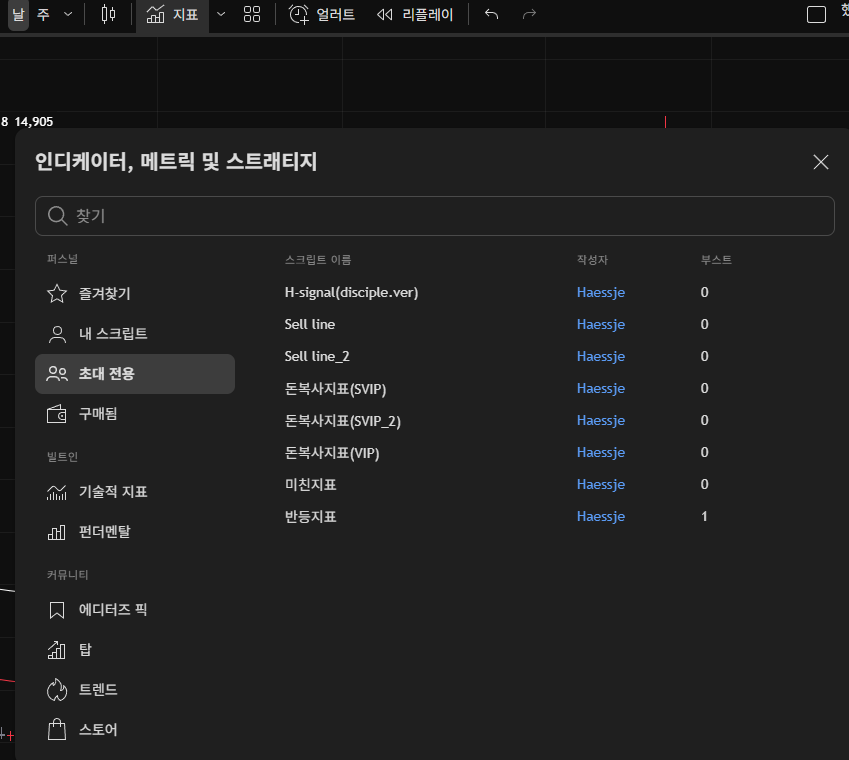 날 주 지표 얼러트 리플레이
8 14,905
인디케이터, 메트릭 및 스트래티지
찾기
퍼스널
즐겨찾기
내 스크립트
초대 전용
구매됨
빌트인
기술적 지표
펀더멘탈
커뮤니티
에디터즈 픽
탑
트렌드
스토어
스크립트 이름 작성자 부스트
H-signal(disciple.ver) Haessje 0
Sell line Haessje 0
Sell line_2 Haessje 0
돈복사지표(SVIP) Haessje 0
돈복사지표(SVIP_2) Haessje 0
돈복사지표(VIP) Haessje 0
미친지표 Haessje 0
반등지표 Haessje 1